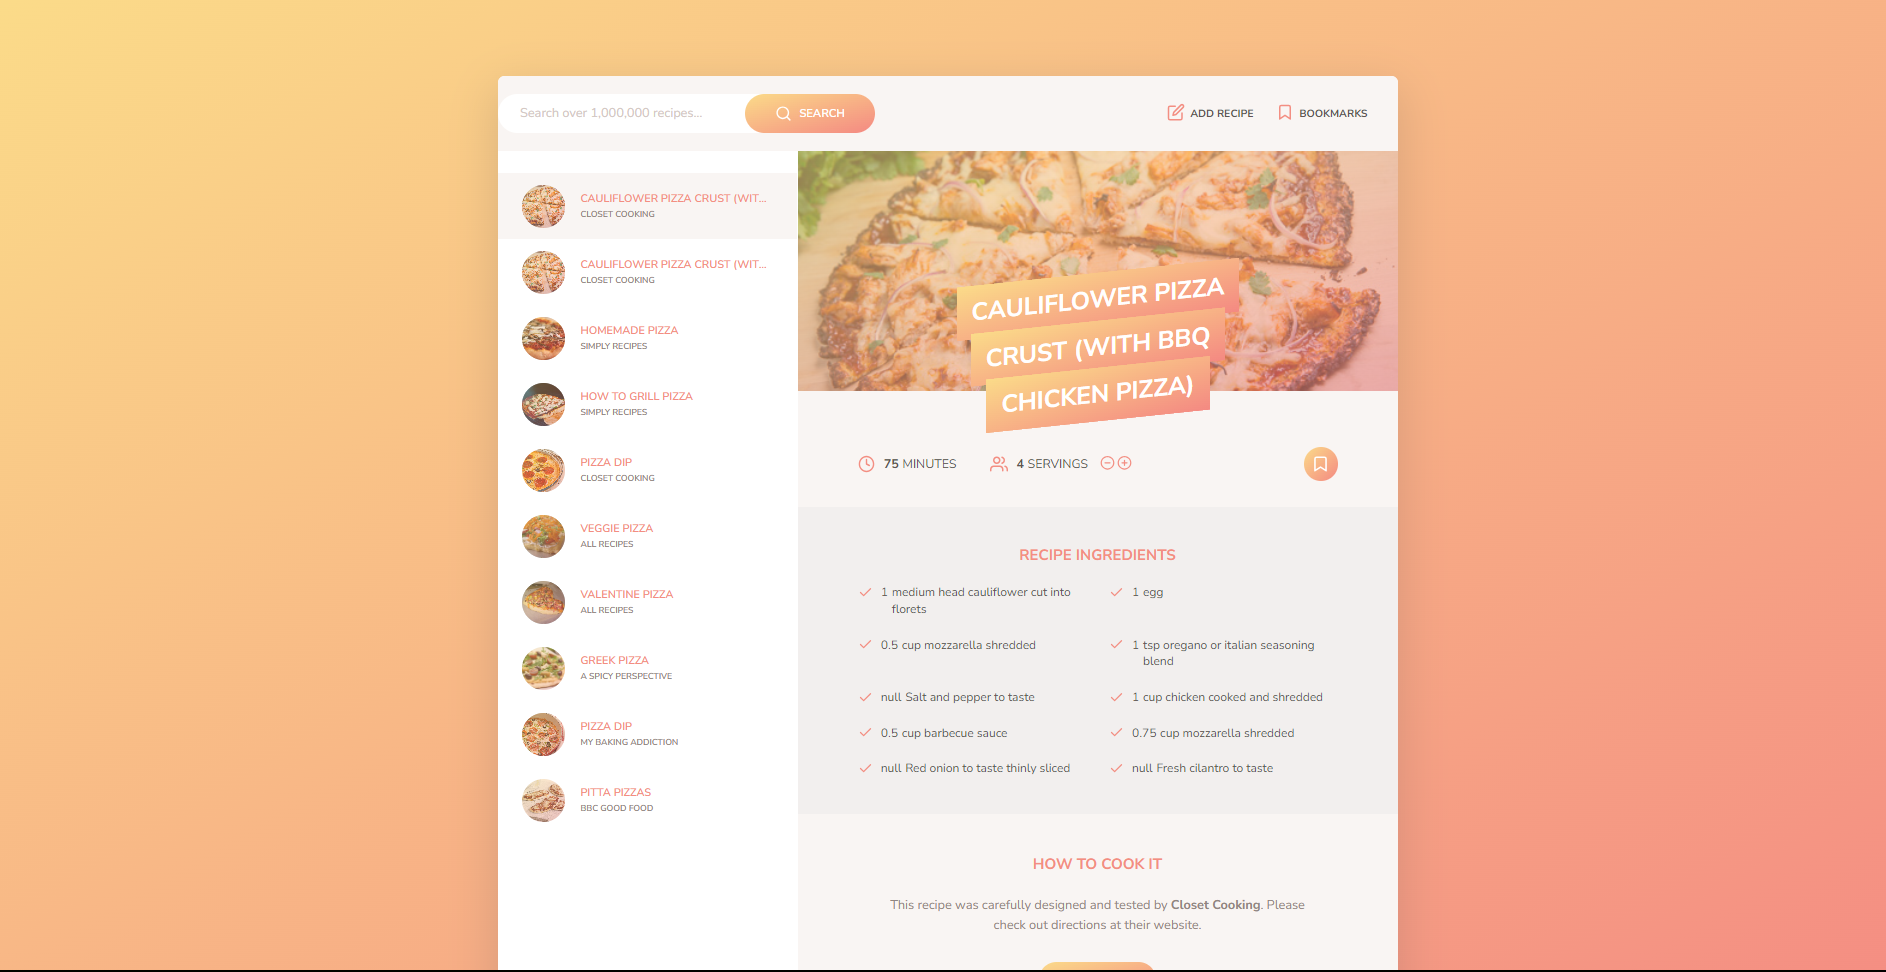 Search over 1,000,000 recipes...
SEARCH
ADD RECIPE
BOOKMARKS
CAULIFLOWER PIZZA CRUST (WIT...
CLOSET COOKING
CAULIFLOWER PIZZA CRUST (WIT...
CLOSET COOKING
HOMEMADE PIZZA
SIMPLY RECIPES
HOW TO GRILL PIZZA
SIMPLY RECIPES
PIZZA DIP
CLOSET COOKING
VEGGIE PIZZA
ALL RECIPES
VALENTINE PIZZA
ALL RECIPES
GREEK PIZZA
A SPICY PERSPECTIVE
PIZZA DIP
MY BAKING ADDICTION
PITTA PIZZAS
BBC GOOD FOOD
CAULIFLOWER PIZZA
CRUST (WITH BBQ
CHICKEN PIZZA)
75 MINUTES
4 SERVINGS
RECIPE INGREDIENTS
1 medium head cauliflower cut into
florets
1 egg
0.5 cup mozzarella shredded
1 tsp oregano or italian seasoning
blend
null Salt and pepper to taste
1 cup chicken cooked and shredded
0.5 cup barbecue sauce
0.75 cup mozzarella shredded
null Red onion to taste thinly sliced
null Fresh cilantro to taste
HOW TO COOK IT
This recipe was carefully designed and tested by Closet Cooking. Please
check out directions at their website.